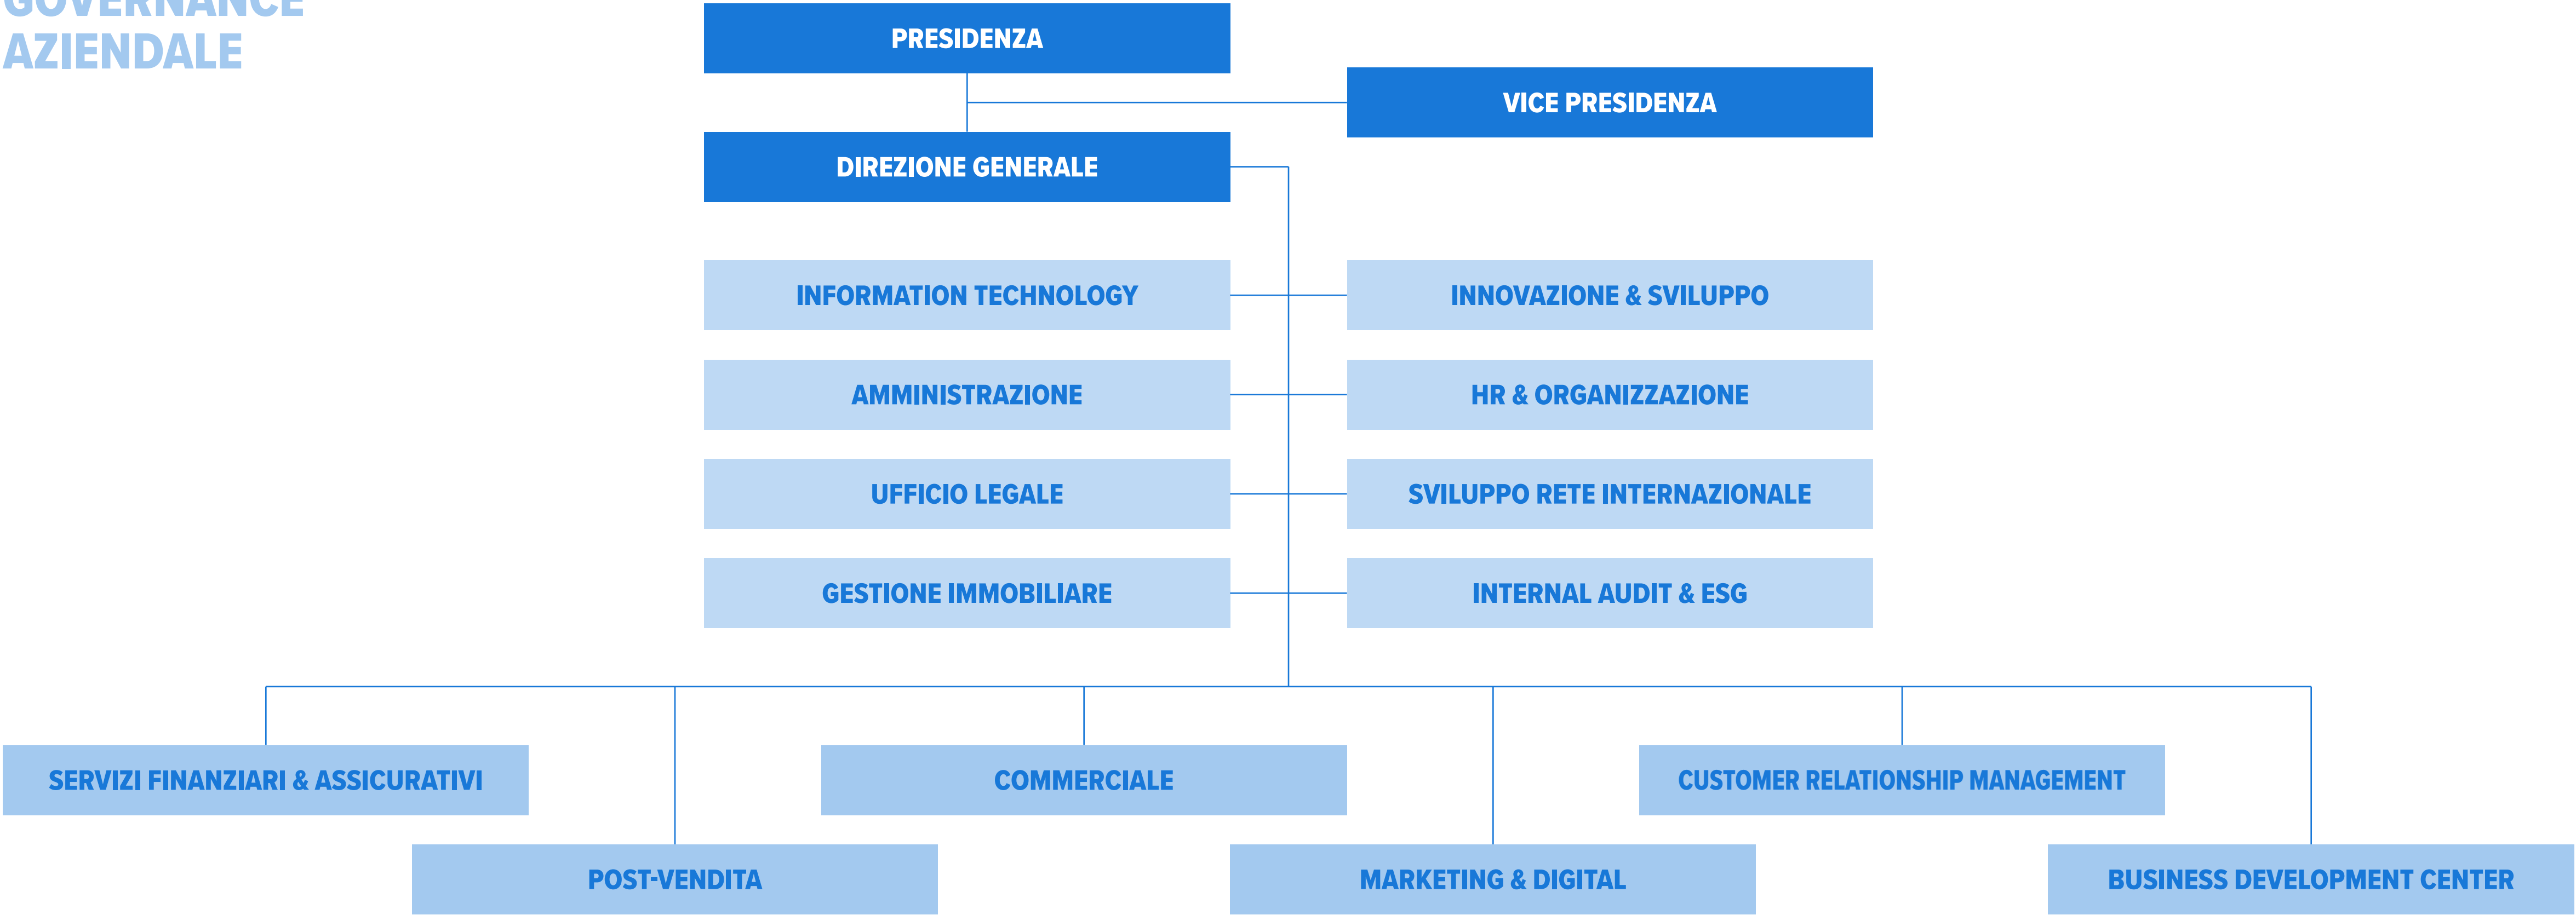 GOVERNANCE
AZIENDALE
PRESIDENZA
VICE PRESIDENZA
DIREZIONE GENERALE
INFORMATION TECHNOLOGY
INNOVAZIONE & SVILUPPO
AMMINISTRAZIONE
HR & ORGANIZZAZIONE
UFFICIO LEGALE
SVILUPPO RETE INTERNAZIONALE
GESTIONE IMMOBILIARE
INTERNAL AUDIT & ESG
SERVIZI FINANZIARI & ASSICURATIVI
COMMERCIALE
CUSTOMER RELATIONSHIP MANAGEMENT
POST-VENDITA
MARKETING & DIGITAL
BUSINESS DEVELOPMENT CENTER